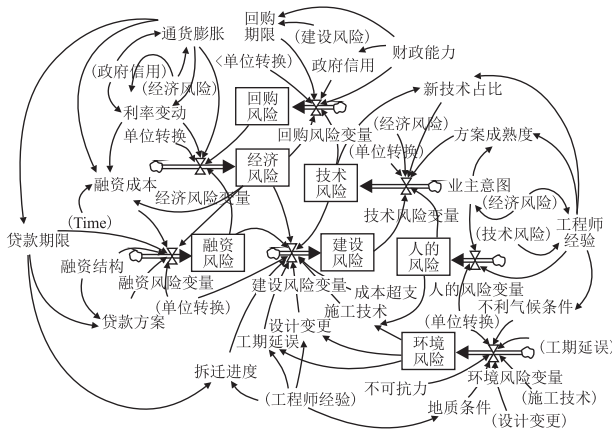 通货膨胀
回购
期限
(建设风险)
财政能力
(政府信用)
<单位转换)
政府信用
(经济风险)
新技术占比
利率变动
回购
风险
单位转换
回购风险变量
(经济风险)
方案成熟度
(单位转换)
融资成本
经济
风险
技术
风险
业主意图
经济风险变量
技术风险变量
(经济风险)
(Time)
工程师
经验
贷款期限
融资
风险
建设
风险
人的
风险
(技术风险)
融资结构
融资风险变量
建设风险变量
成本超支
人的风险变量
(单位转换)
施工技术
不利气候条件
贷款方案
设计变更
(单位转换)
工期延误
环境
风险
(工期延误)
拆迁进度
不可抗力
环境风险变量
(工程师经验)
地质条件
(施工技术)
(设计变更)